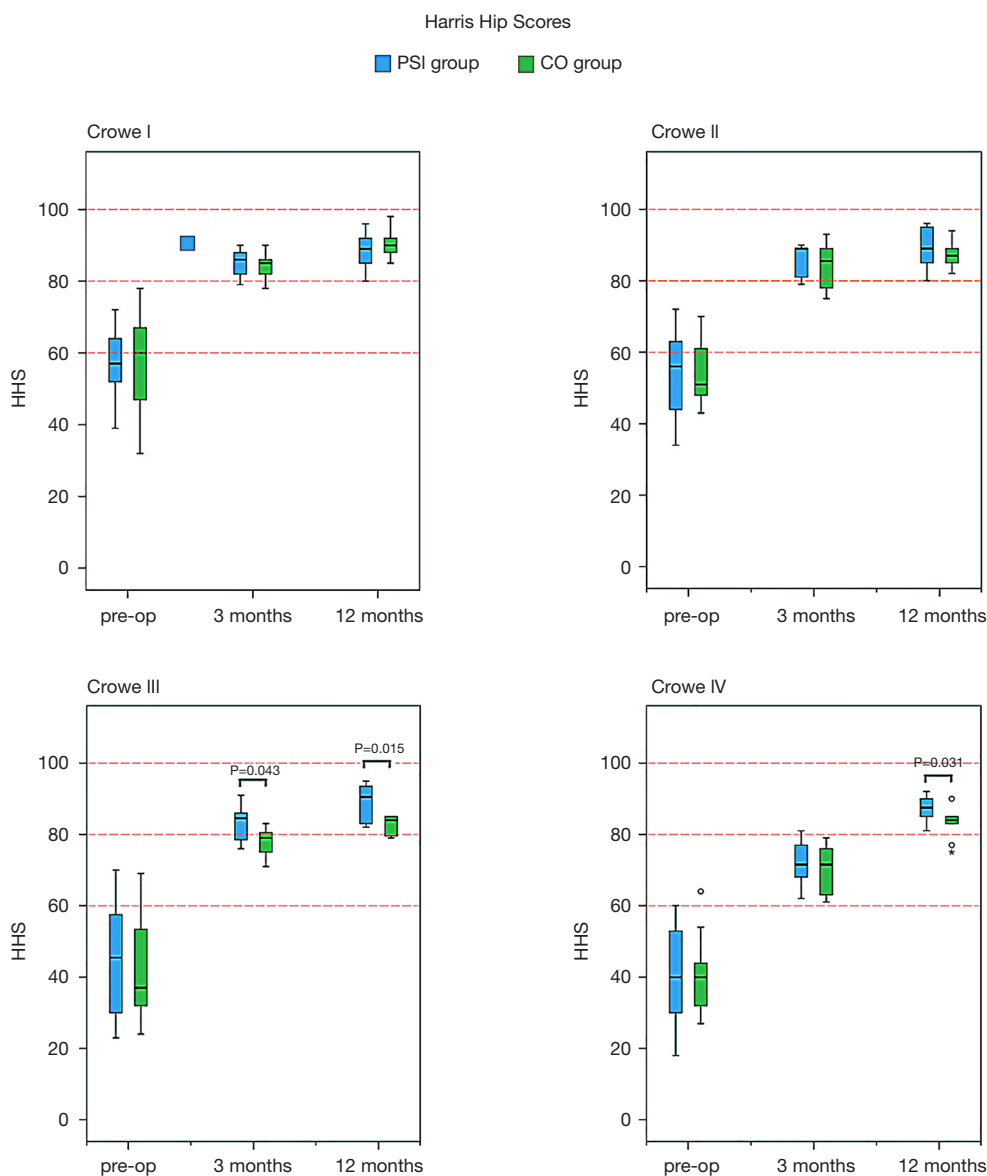 Harris Hip Scores
PSI group CO group
Crowe I
100
80
60
40
20
0
HHS
pre-op 3 months 12 months
Crowe II
100
80
60
40
20
0
HHS
pre-op 3 months 12 months
Crowe III
100
80
60
40
20
0
HHS
P=0.043
P=0.015
pre-op 3 months 12 months
Crowe IV
100
80
60
40
20
0
HHS
P=0.031
*
pre-op 3 months 12 months